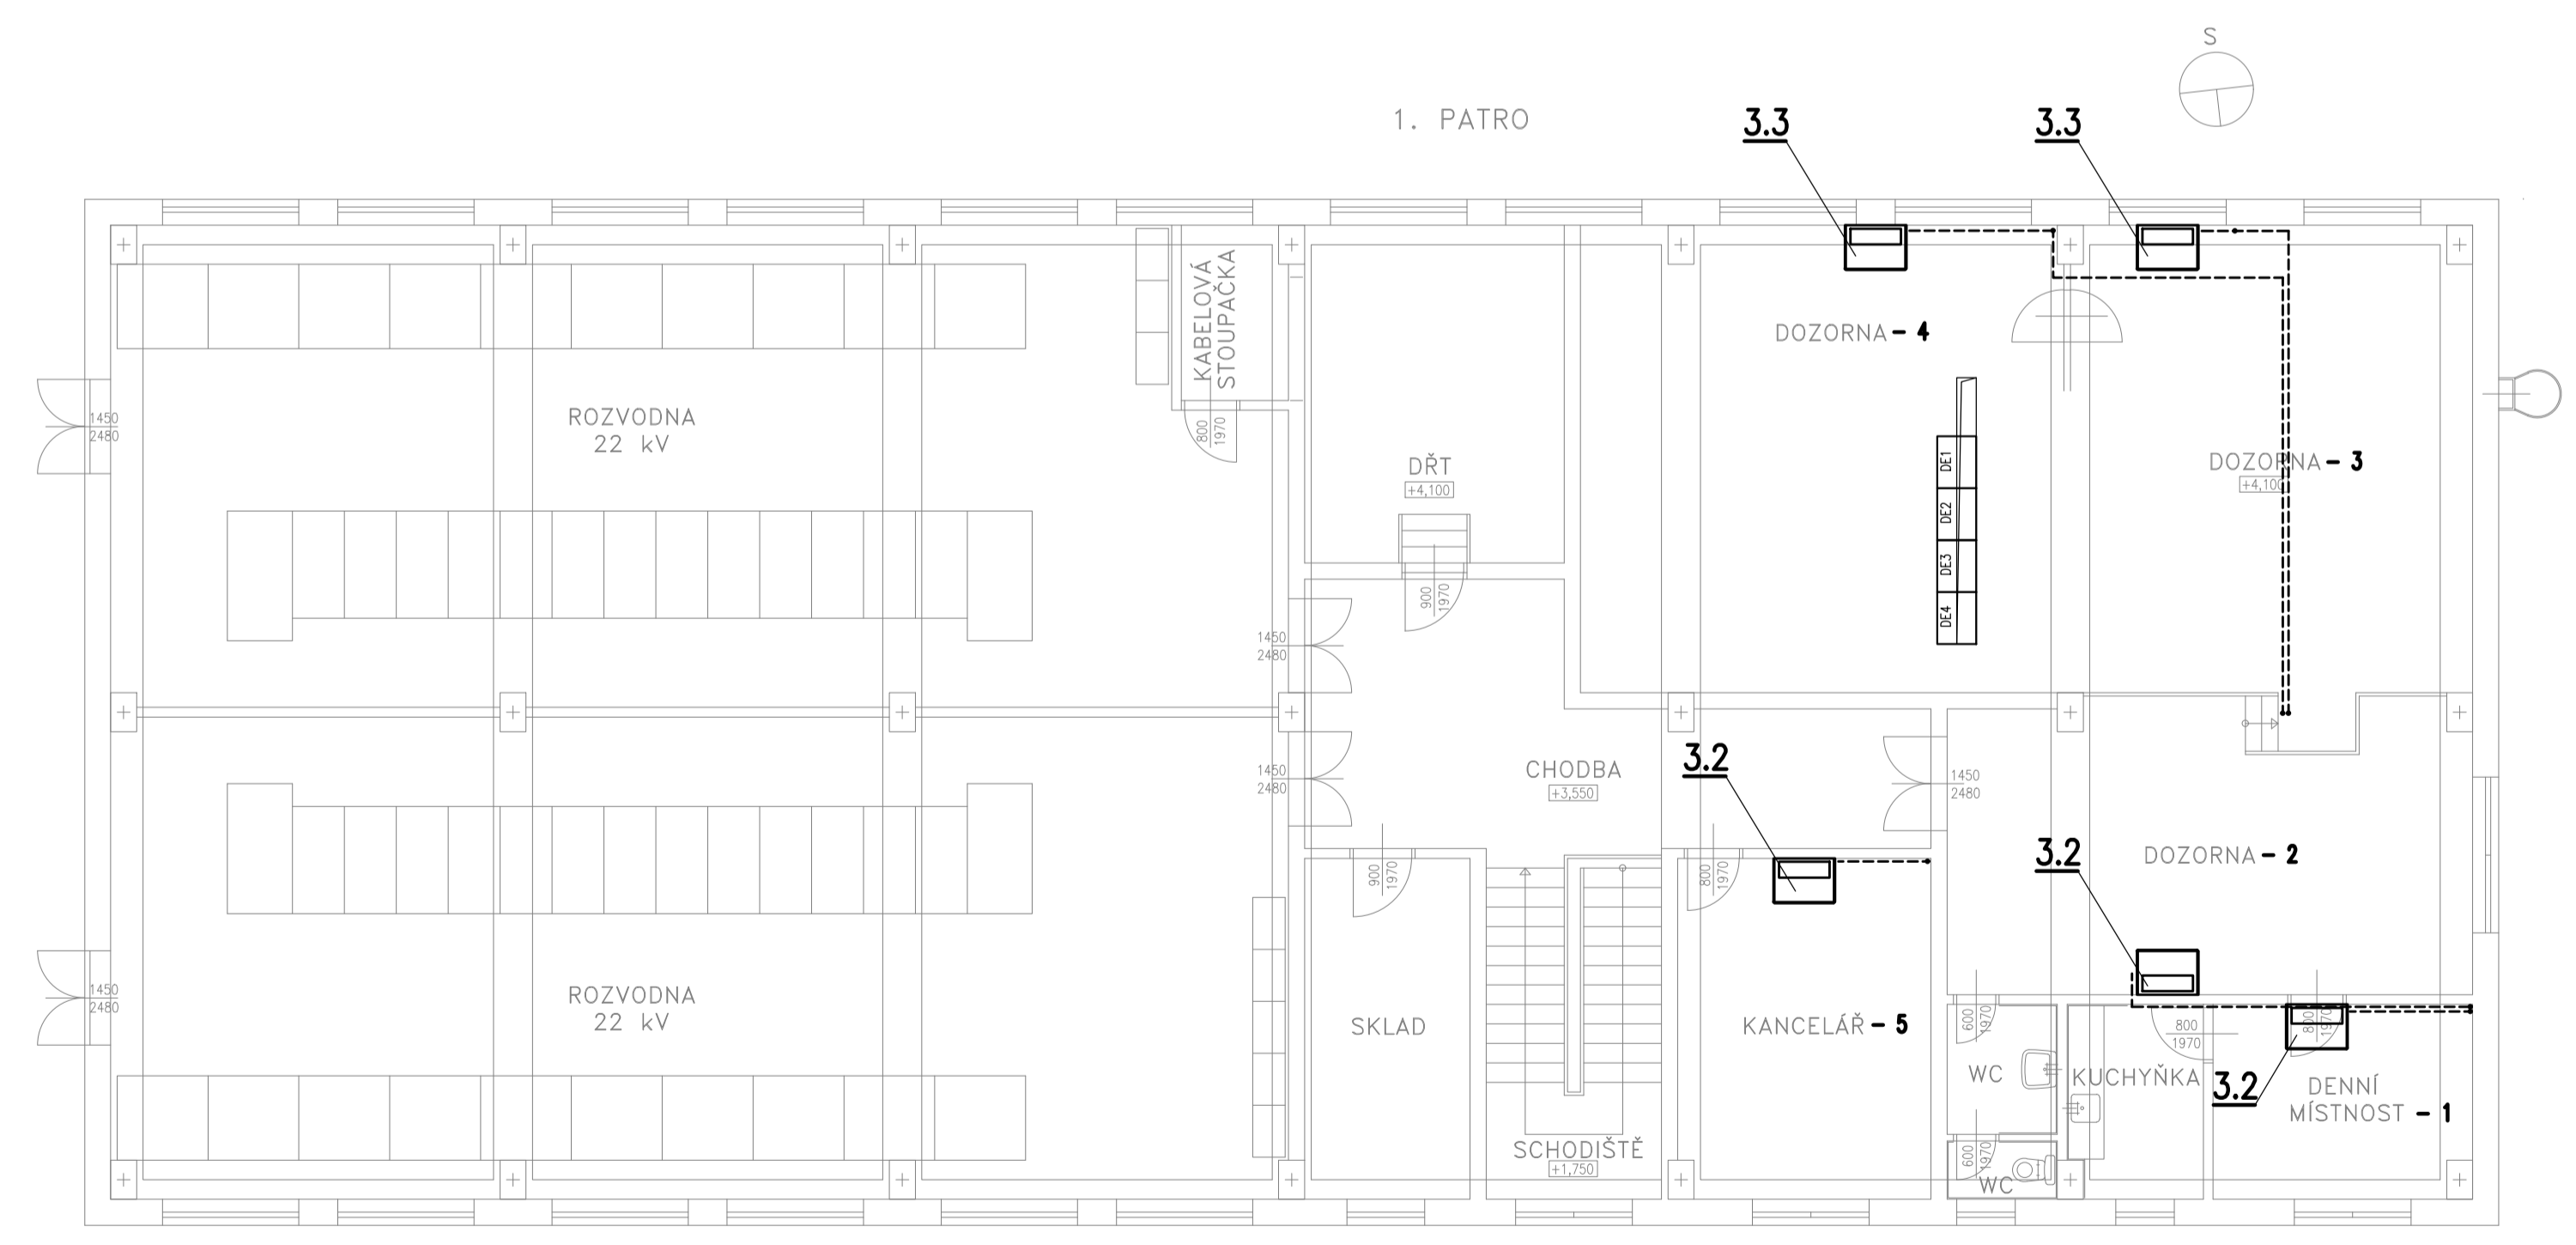 S
1. PATRO
3.3
3.3
KABELOVÁ
STOUPAČKA
DOZORNA - 4
1450
2480
ROZVODNA
22 kV
800
1970
DŘT
+4,100
DE1
DE2
DE3
DE4
DOZORNA - 3
+4,100
900
1970
1450
2480
3.2
CHODBA
+3,550
1450
2480
1450
2480
900
1970
800
1970
3.2
DOZORNA - 2
1450
2480
ROZVODNA
22 kV
SKLAD
KANCELÁŘ - 5
600
1970
800
1970
800
1970
WC
KUCHYŇKA
3.2
DENNÍ
MÍSTNOST - 1
SCHODIŠTĚ
+1,750
600
1970
WC